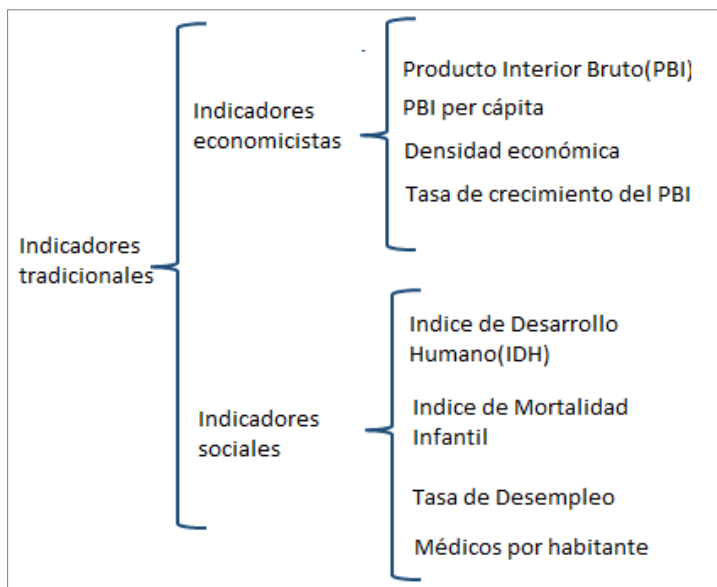 Indicadores
tradicionales
Indicadores
economicistas
Producto Interior Bruto(PBI)
PBI per cápita
Densidad económica
Tasa de crecimiento del PBI
Indicadores
sociales
Indice de Desarrollo
Humano(IDH)
Indice de Mortalidad
Infantil
Tasa de Desempleo
Médicos por habitante